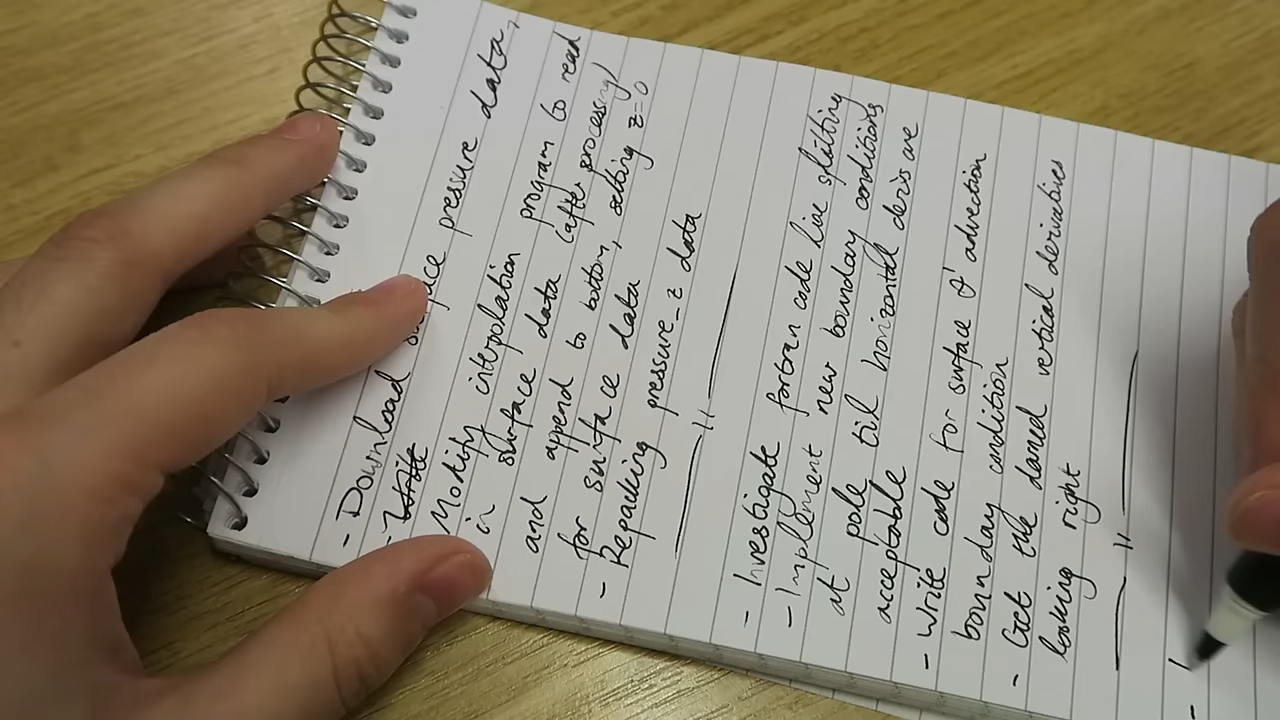 - Download surface pressure data,
- Write
Modify interpolation program to read
in surface data (after processing)
and append to bottom, setting z=0
for surface data
- Repacking pressure_z data
- Investigate fortran code line splitting
- Implement new boundary conditions
at pole til horizontal derivs are
acceptable
- Write code for surface θ' advection
boundary condition
- Get the damed vertical derivatives
looking right